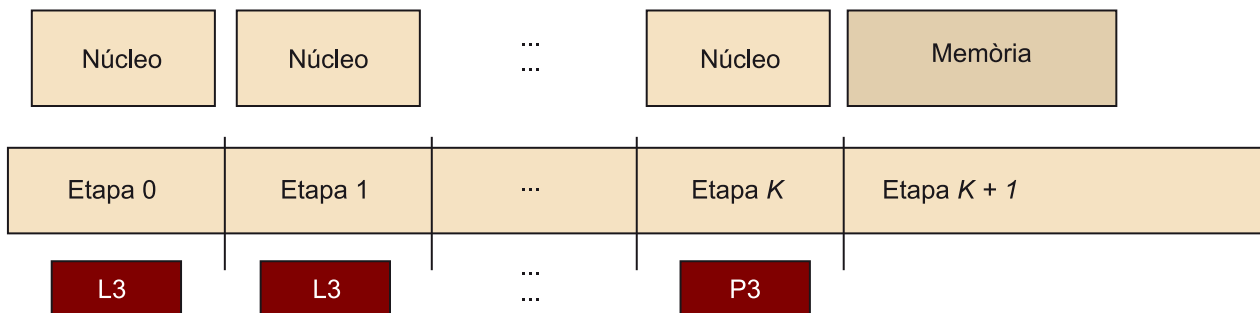 Núcleo Núcleo ... Núcleo Memòria
...
Etapa 0 Etapa 1 ... Etapa K Etapa K + 1
L3 L3 ... P3
...